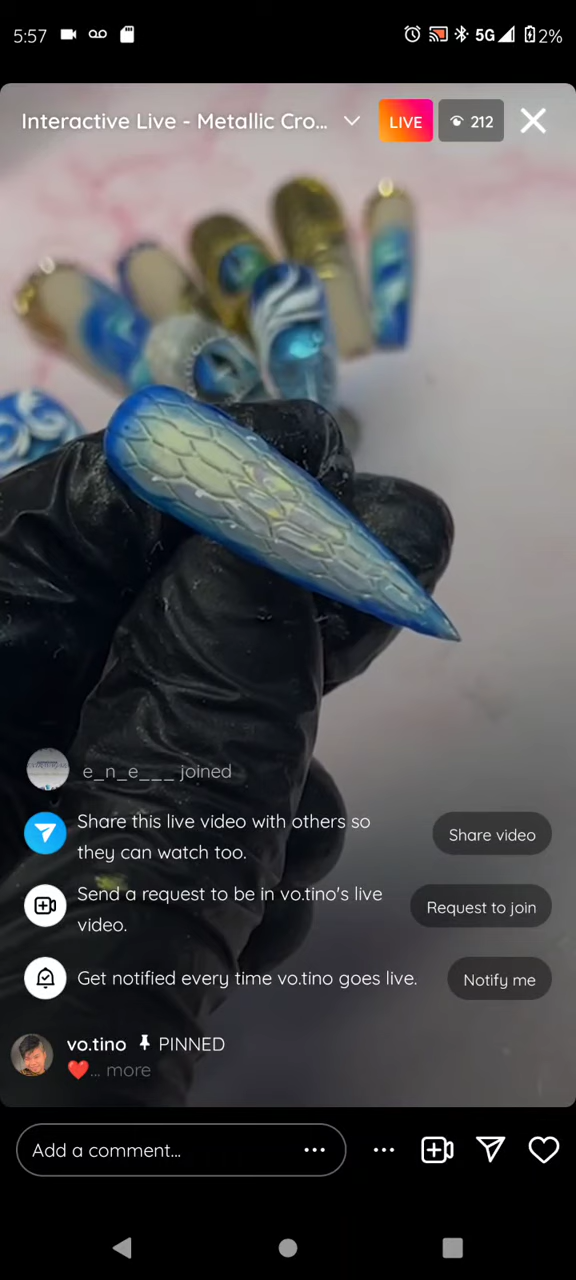 5:57 5G 2%
Interactive Live - Metallic Cro... LIVE 212
e_n_e___ joined
Share this live video with others so
they can watch too.
Share video
Send a request to be in vo.tino's live
video.
Request to join
Get notified every time vo.tino goes live.
Notify me
vo.tino PINNED
❤️... more
Add a comment...